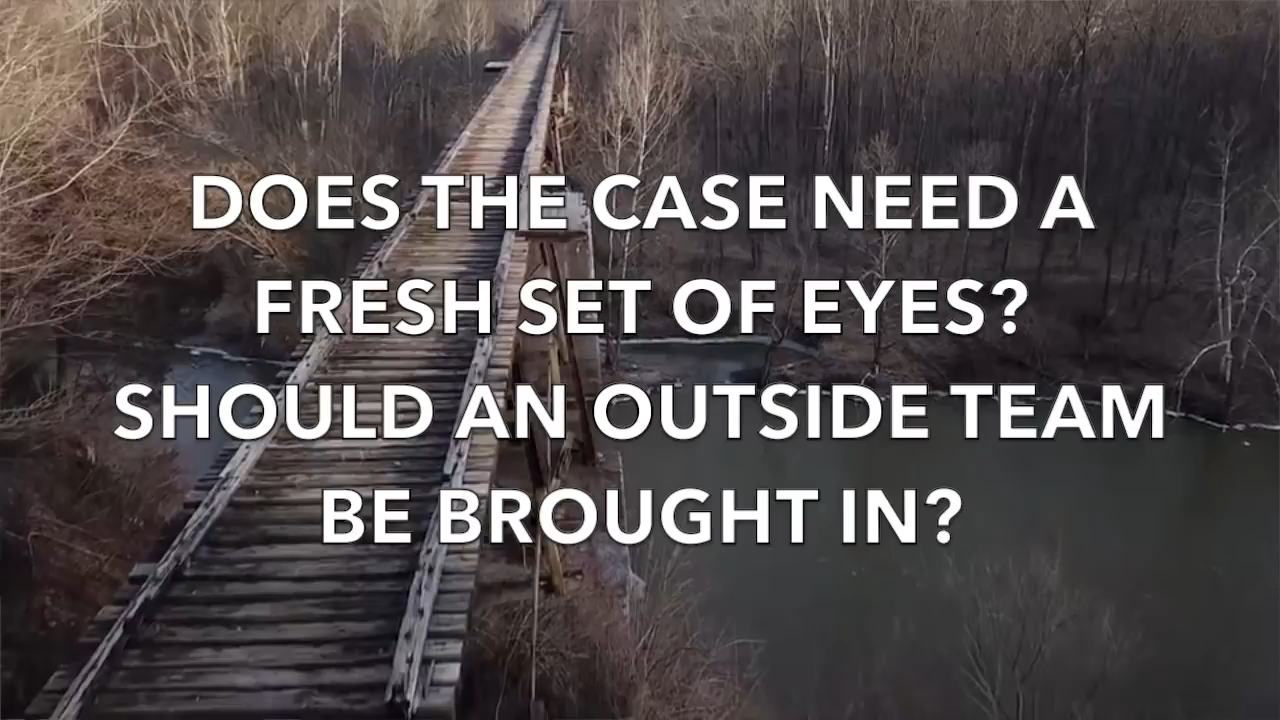 DOES THE CASE NEED A
FRESH SET OF EYES?
SHOULD AN OUTSIDE TEAM
BE BROUGHT IN?